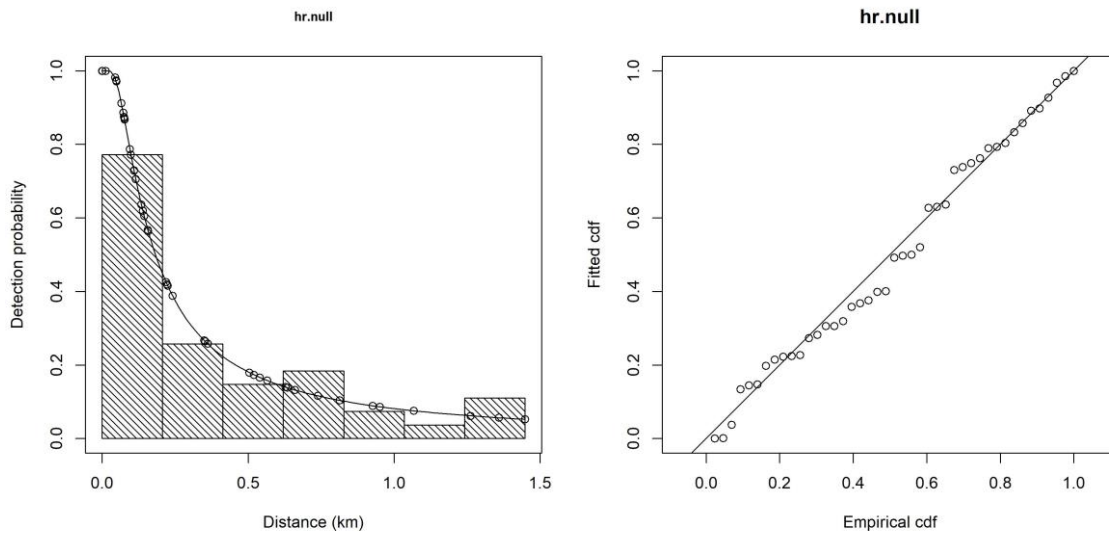 hr.null
Detection probability
1.0
0.8
0.6
0.4
0.2
0.0
0.0 0.5 1.0 1.5
Distance (km)
hr.null
Fitted cdf
1.0
0.8
0.6
0.4
0.2
0.0
0.0 0.2 0.4 0.6 0.8 1.0
Empirical cdf